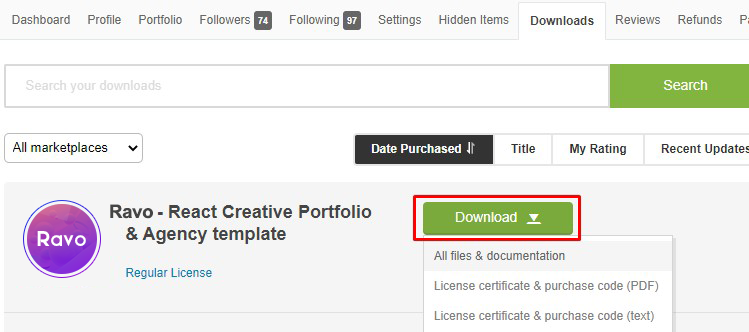 Dashboard Profile Portfolio Followers 74 Following 97 Settings Hidden Items Downloads Reviews Refunds
Search your downloads Search
All marketplaces Date Purchased Title My Rating Recent Updates
Ravo
Ravo - React Creative Portfolio
& Agency template
Regular License
Download
All files & documentation
License certificate & purchase code (PDF)
License certificate & purchase code (text)